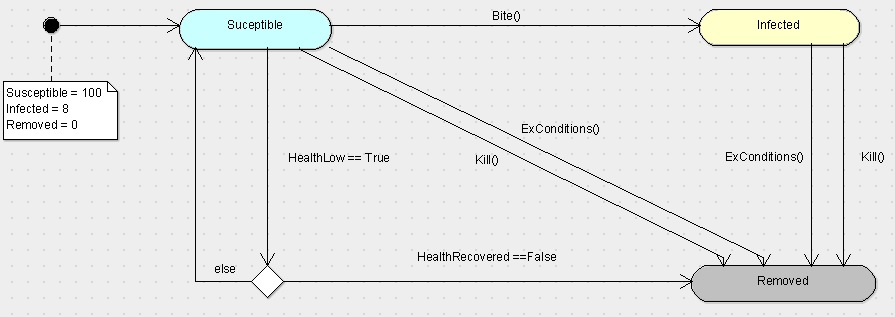 Suceptible
Bite()
Infected
Susceptible = 100
Infected = 8
Removed = 0
ExConditions()
Kill()
HealthLow == True
ExConditions()
Kill()
HealthRecovered ==False
else
Removed